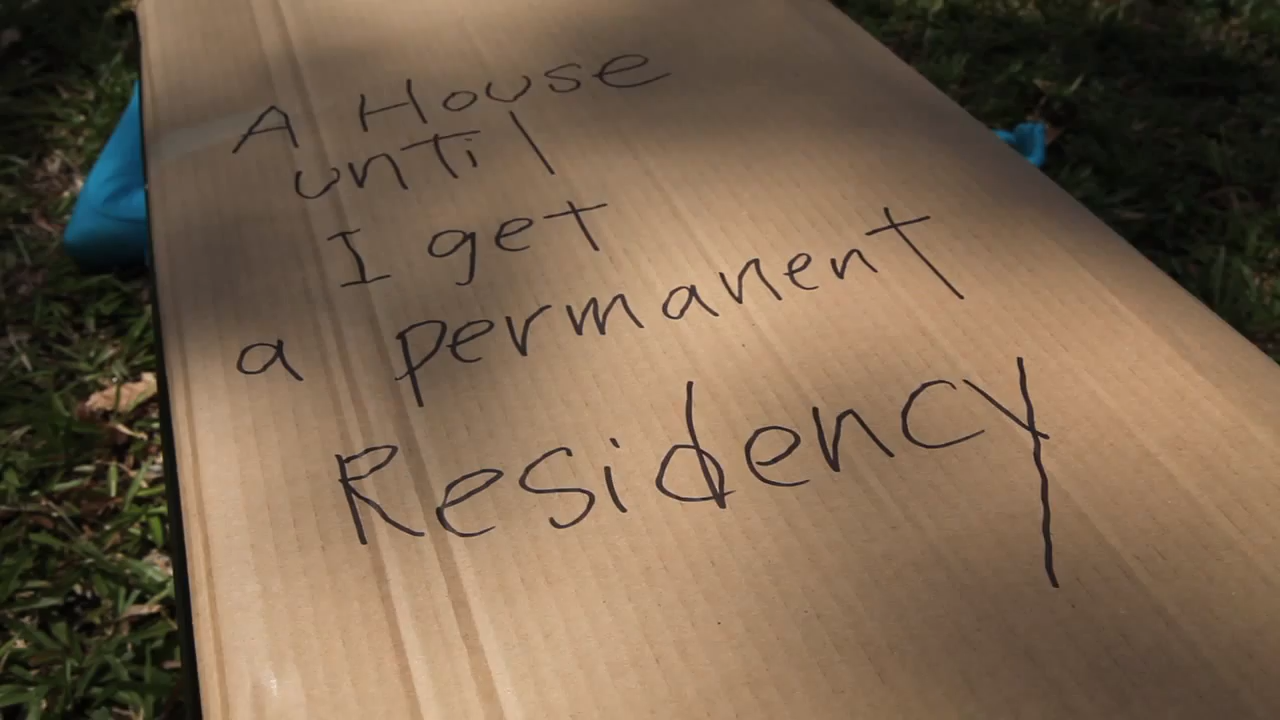 A House
until
I get
a permanent
Residency